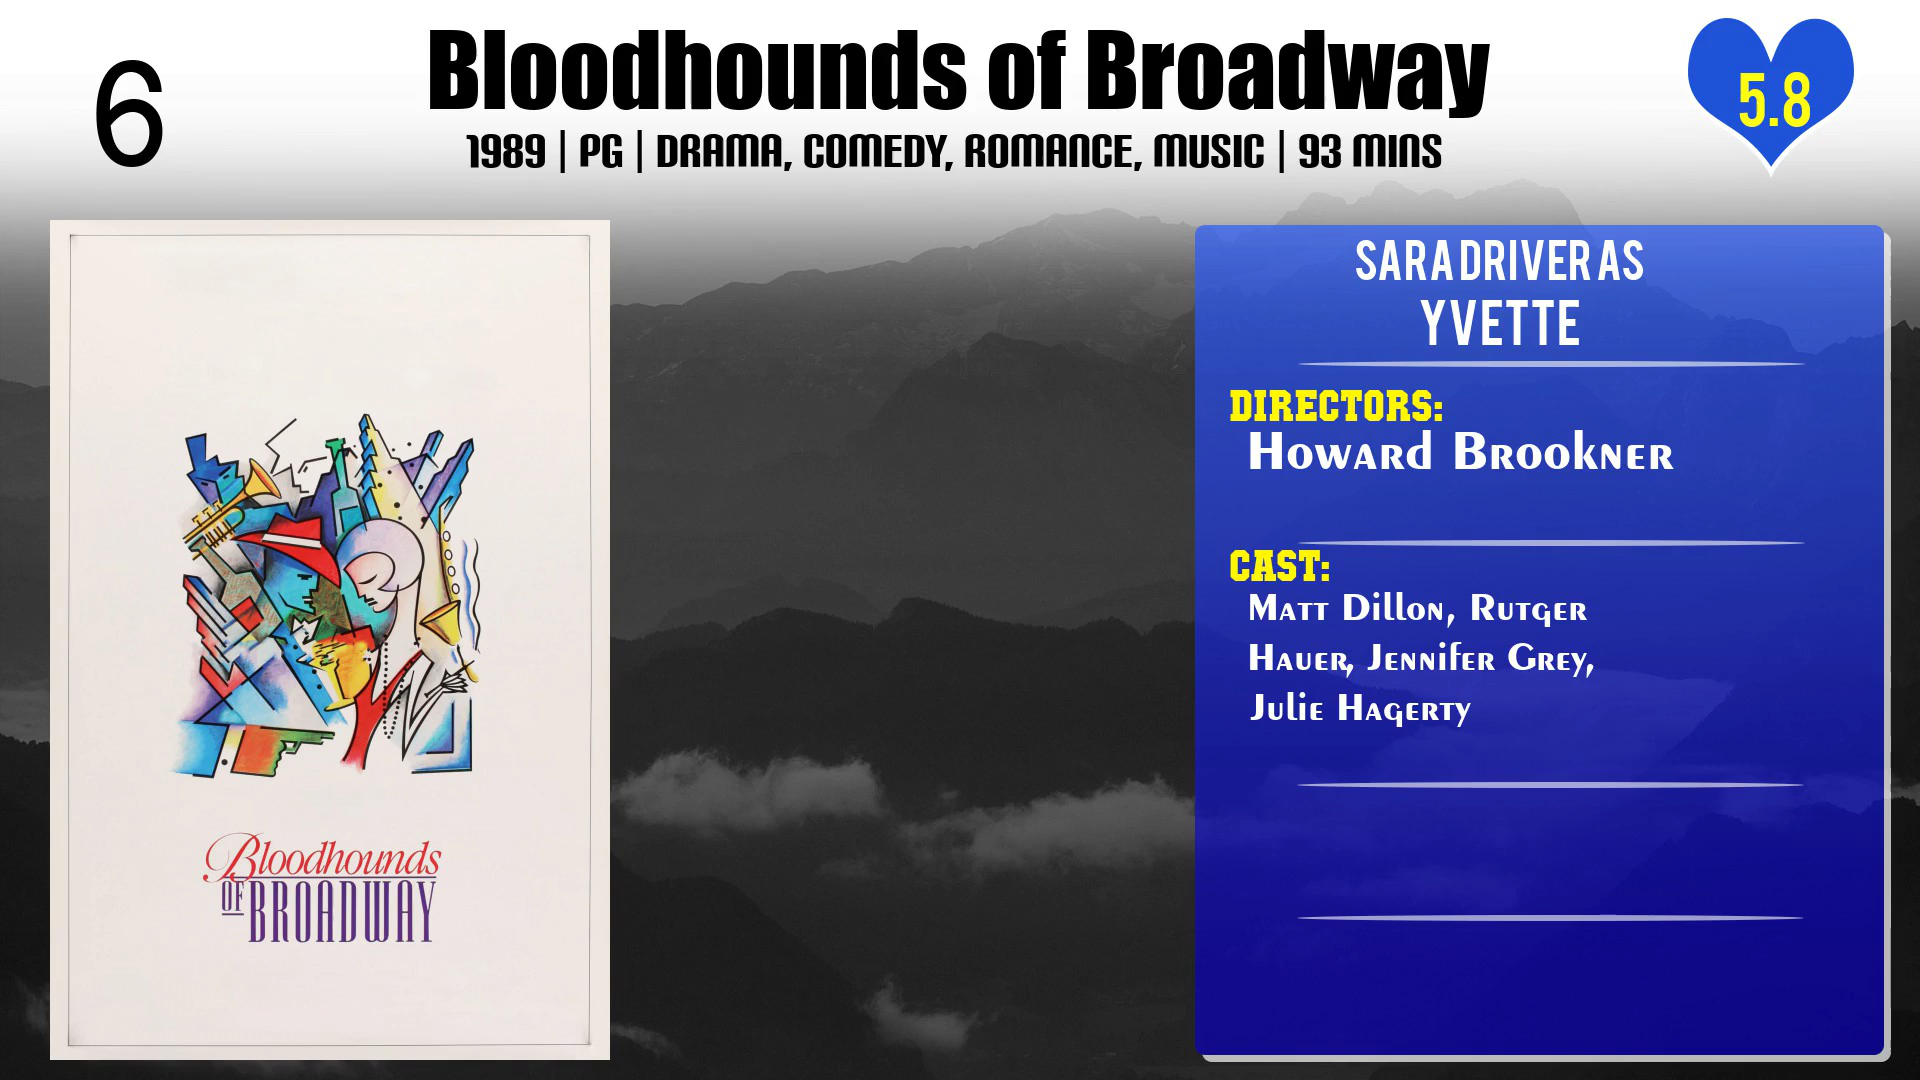 6
Bloodhounds of Broadway
5.8
1989 | PG | DRAMA, COMEDY, ROMANCE, MUSIC | 93 MINS
Bloodhounds
OF BROADWAY
SARA DRIVER AS
YVETTE
DIRECTORS:
Howard Brookner
CAST:
Matt Dillon, Rutger
Hauer, Jennifer Grey,
Julie Hagerty